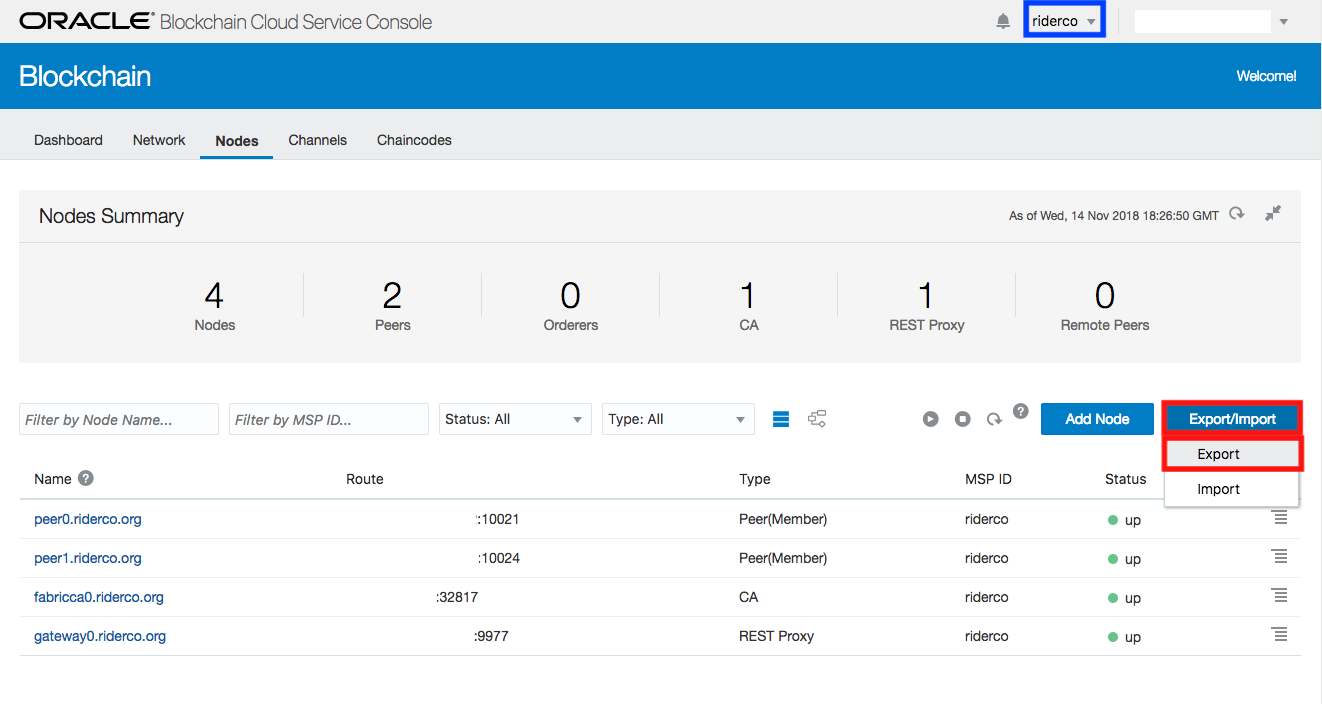 ORACLE® Blockchain Cloud Service Console riderco
Blockchain Welcome!
Dashboard Network Nodes Channels Chaincodes
Nodes Summary As of Wed, 14 Nov 2018 18:26:50 GMT
4 2 0 1 1 0
Nodes Peers Orderers CA REST Proxy Remote Peers
Filter by Node Name... Filter by MSP ID... Status: All Type: All ? Add Node Export/Import
Export
Import
Name ? Route Type MSP ID Status
peer0.riderco.org :10021 Peer(Member) riderco up
peer1.riderco.org :10024 Peer(Member) riderco up
fabricca0.riderco.org :32817 CA riderco up
gateway0.riderco.org :9977 REST Proxy riderco up